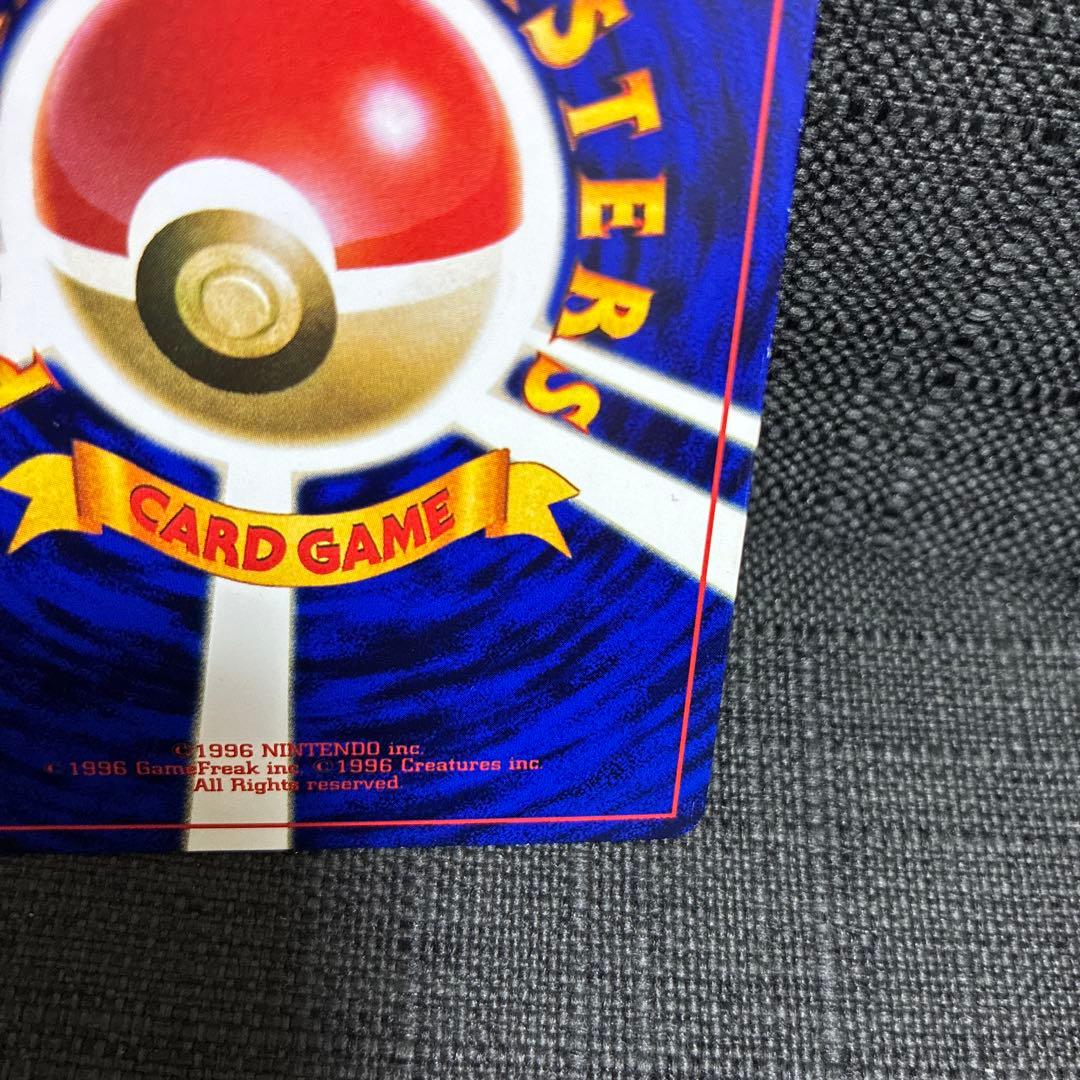 STERS
CARD GAME
©1996 NINTENDO inc.
©1996 GameFreak inc. ©1996 Creatures inc.
All Rights reserved.